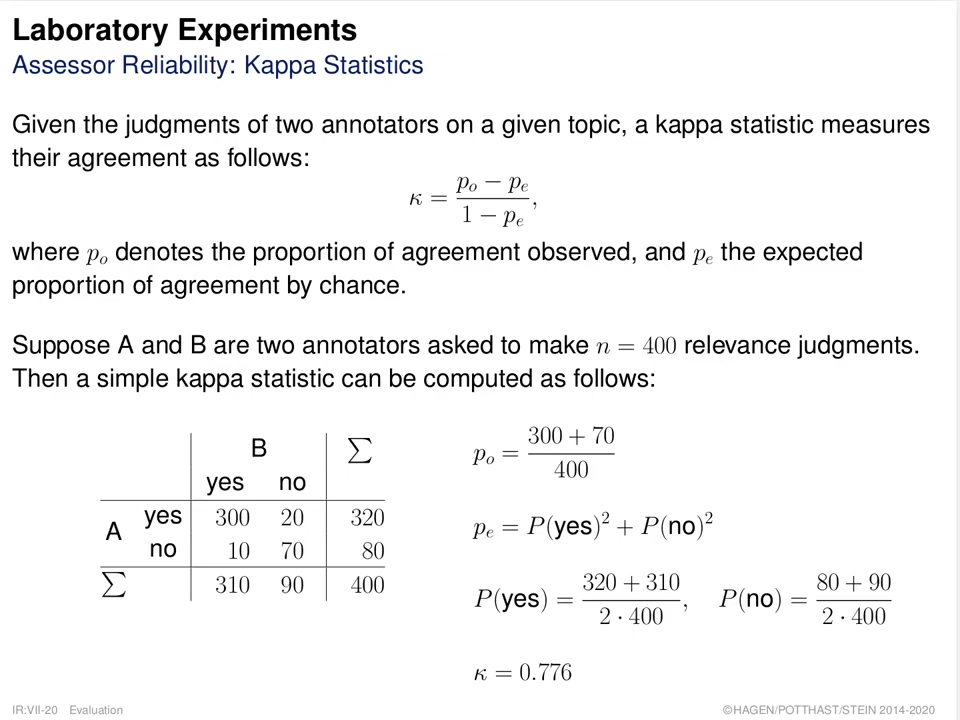 Laboratory Experiments
Assessor Reliability: Kappa Statistics
Given the judgments of two annotators on a given topic, a kappa statistic measures
their agreement as follows:
κ = (p_o − p_e) / (1 − p_e),
where p_o denotes the proportion of agreement observed, and p_e the expected
proportion of agreement by chance.
Suppose A and B are two annotators asked to make n = 400 relevance judgments.
Then a simple kappa statistic can be computed as follows:
B ∑
yes no
A yes 300 20 320
no 10 70 80
∑ 310 90 400
p_o = (300 + 70) / 400
p_e = P(yes)² + P(no)²
P(yes) = (320 + 310) / (2 · 400), P(no) = (80 + 90) / (2 · 400)
κ = 0.776
IR:VII-20 Evaluation ©HAGEN/POTTHAST/STEIN 2014-2020